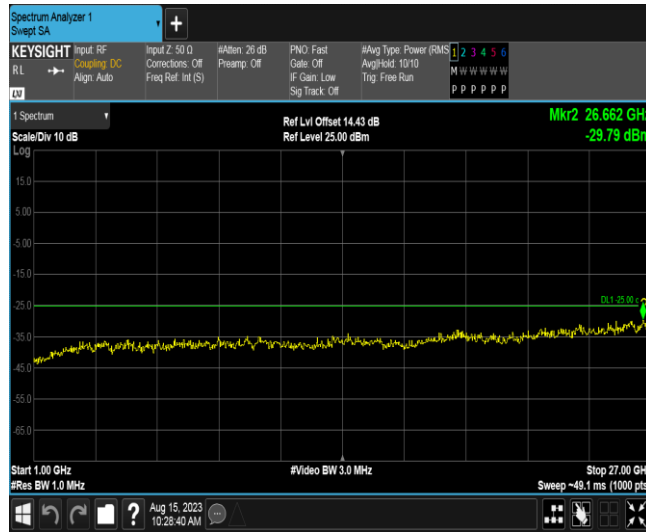 Spectrum Analyzer 1
Swept SA
+
KEYSIGHT
RL
LXI
Input: RF
Coupling: DC
Align: Auto
Input Z: 50 Ω
Corrections: Off
Freq Ref: Int (S)
#Atten: 26 dB
Preamp: Off
PNO: Fast
Gate: Off
IF Gain: Low
Sig Track: Off
#Avg Type: Power (RMS
Avg|Hold: 10/10
Trig: Free Run
1 2 3 4 5 6
M W W W W W
P P P P P P
1 Spectrum
Scale/Div 10 dB
Log
Ref Lvl Offset 14.43 dB
Ref Level 25.00 dBm
Mkr2 26.662 GH
-29.79 dBm
15.0
5.00
-5.00
-15.0
-25.0
-35.0
-45.0
-55.0
-65.0
DL1 -25.00
Start 1.00 GHz
#Res BW 1.0 MHz
#Video BW 3.0 MHz
Stop 27.00 GH
Sweep ~49.1 ms (1000 pts
?
Aug 15, 2023
10:28:40 AM